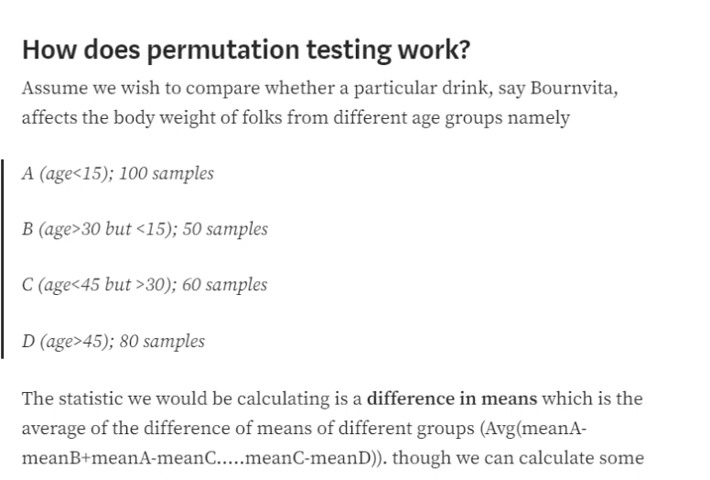 How does permutation testing work?
Assume we wish to compare whether a particular drink, say Bournvita,
affects the body weight of folks from different age groups namely
A (age<15); 100 samples
B (age>30 but <15); 50 samples
C (age<45 but >30); 60 samples
D (age>45); 80 samples
The statistic we would be calculating is a difference in means which is the
average of the difference of means of different groups (Avg(meanA-
meanB+meanA-meanC.....meanC-meanD)). though we can calculate some